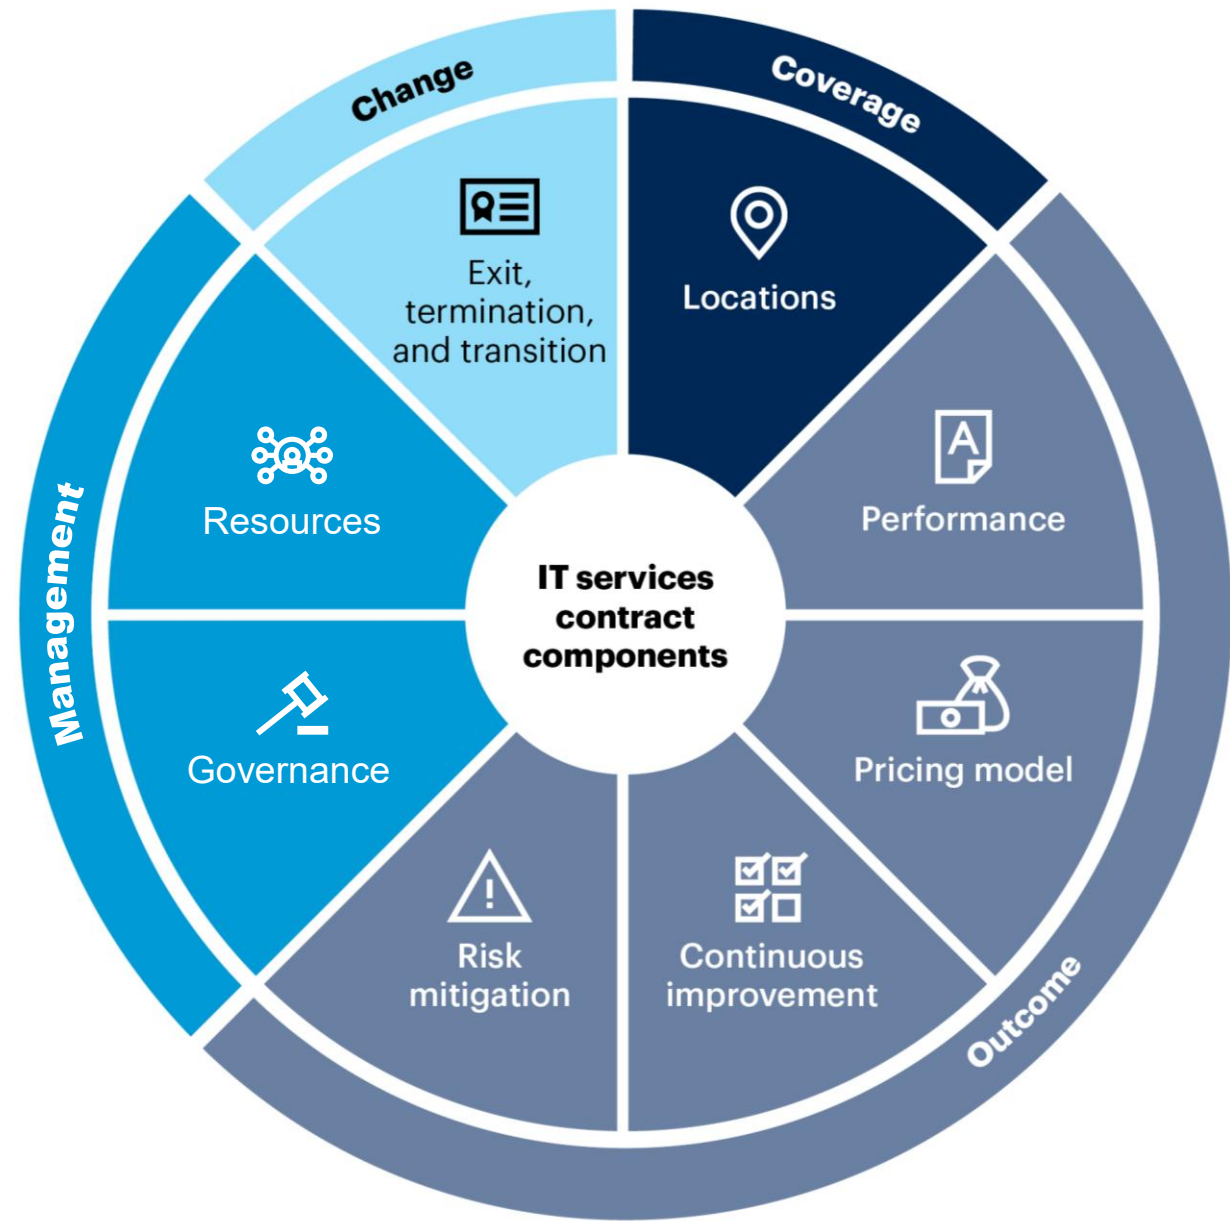 Change
Coverage
Exit,
termination,
and transition
Locations
Resources
Performance
Management
IT services
contract
components
Governance
Pricing model
Risk
mitigation
Continuous
improvement
Outcome
A